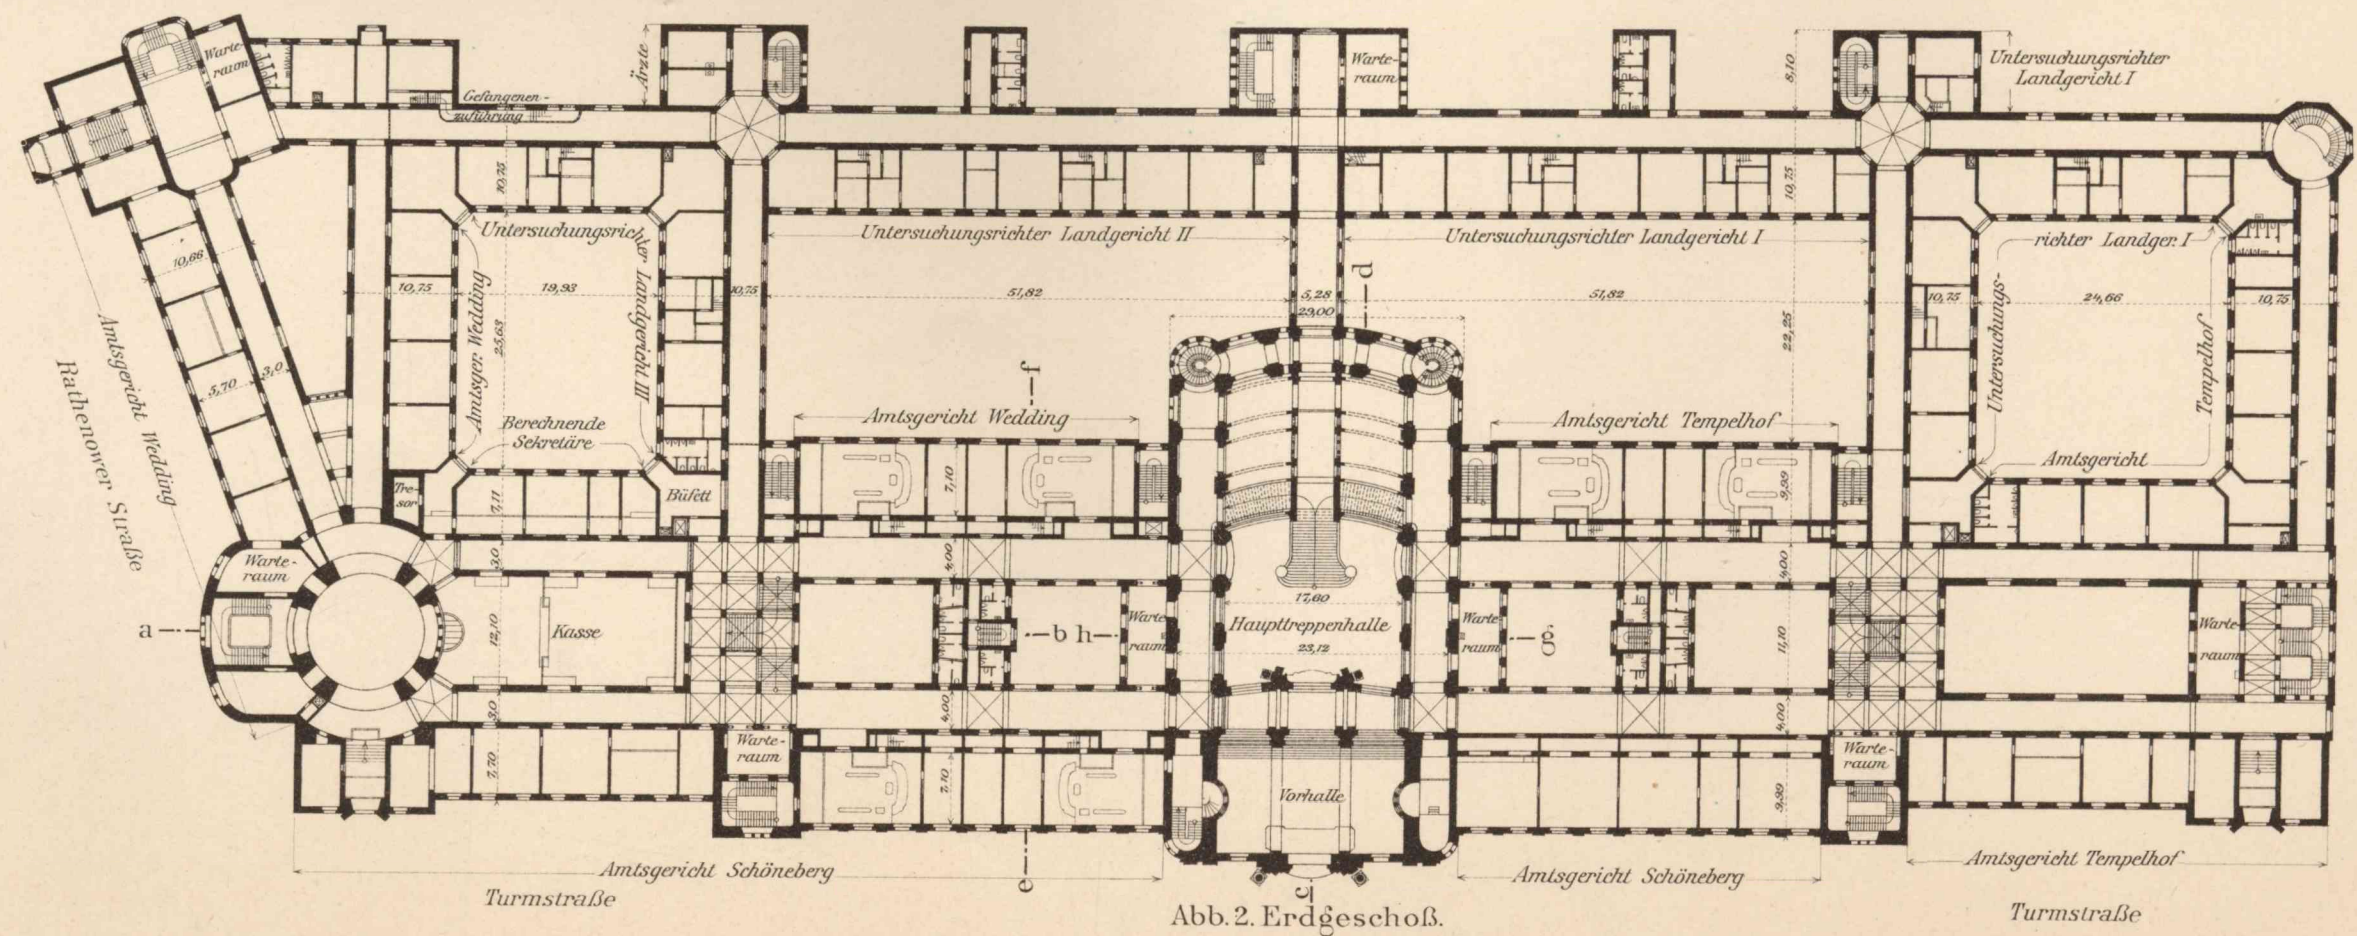 Warte-
raum
Gefangenen-
zuführung
Ärzte
Warte-
raum
8,10
Untersuchungsrichter
Landgericht I
10,75
Untersuchungsrichter Landgericht III
Untersuchungsrichter Landgericht II
Untersuchungsrichter Landgericht I
10,75
Untersuchungs-
richter Landger. I
10,66
10,75
19,93
10,75
51,82
5,28
29,00
d
51,82
22,25
10,75
24,66
10,75
Amtsger. Wedding
25,63
Amtsgericht Wedding
Rathenower Straße
5,70
3,0
f
Tempelhof
Berechnende
Sekretäre
Amtsgericht Wedding
Amtsgericht Tempelhof
Amtsgericht
Tre-
sor
7,11
Büfett
7,10
9,99
Warte-
raum
3,0
4,00
4,00
a
12,10
Kasse
b
h
Warte-
raum
17,60
Haupttreppenhalle
23,12
Warte-
raum
g
11,10
Warte-
raum
3,0
4,00
4,00
7,70
Warte-
raum
7,10
Vorhalle
9,99
Warte-
raum
Amtsgericht Schöneberg
e
c
Amtsgericht Schöneberg
Amtsgericht Tempelhof
Turmstraße
Abb. 2. Erdgeschoß.
Turmstraße